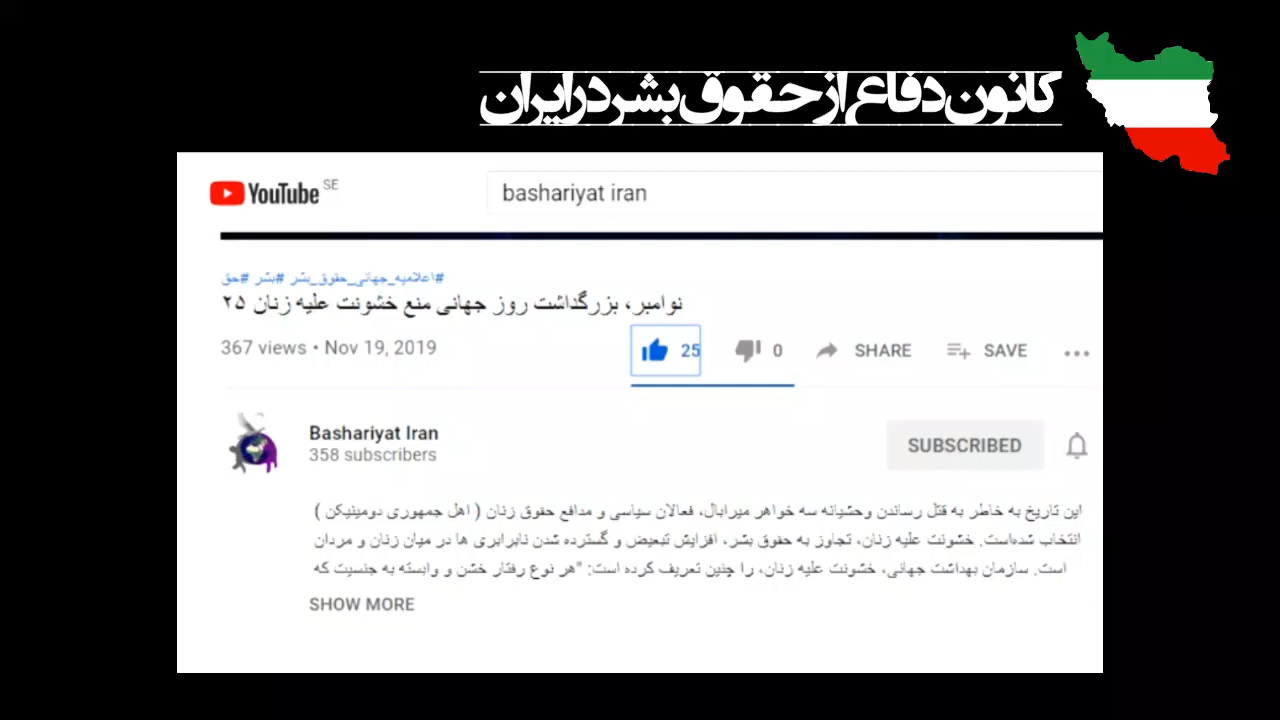 کانون دفاع از حقوق بشر در ایران
YouTube SE
bashariyat iran
#اعلامیه_جهانی_حقوق_بشر #بشر #حق
۲۵ نوامبر، بزرگداشت روز جهانی منع خشونت علیه زنان
367 views • Nov 19, 2019
25 0 SHARE SAVE
Bashariyat Iran
358 subscribers
SUBSCRIBED
این تاریخ به خاطر به قتل رساندن وحشیانه سه خواهر میرابال، فعالان سیاسی و مدافع حقوق زنان ( اهل جمهوری دومینیکن )
انتخاب شده‌است. خشونت علیه زنان، تجاوز به حقوق بشر، افزایش تبعیض و گسترده شدن نابرابری ها در میان زنان و مردان
است. سازمان بهداشت جهانی، خشونت علیه زنان، را چنین تعریف کرده است: "هر نوع رفتار خشن و وابسته به جنسیت که
SHOW MORE